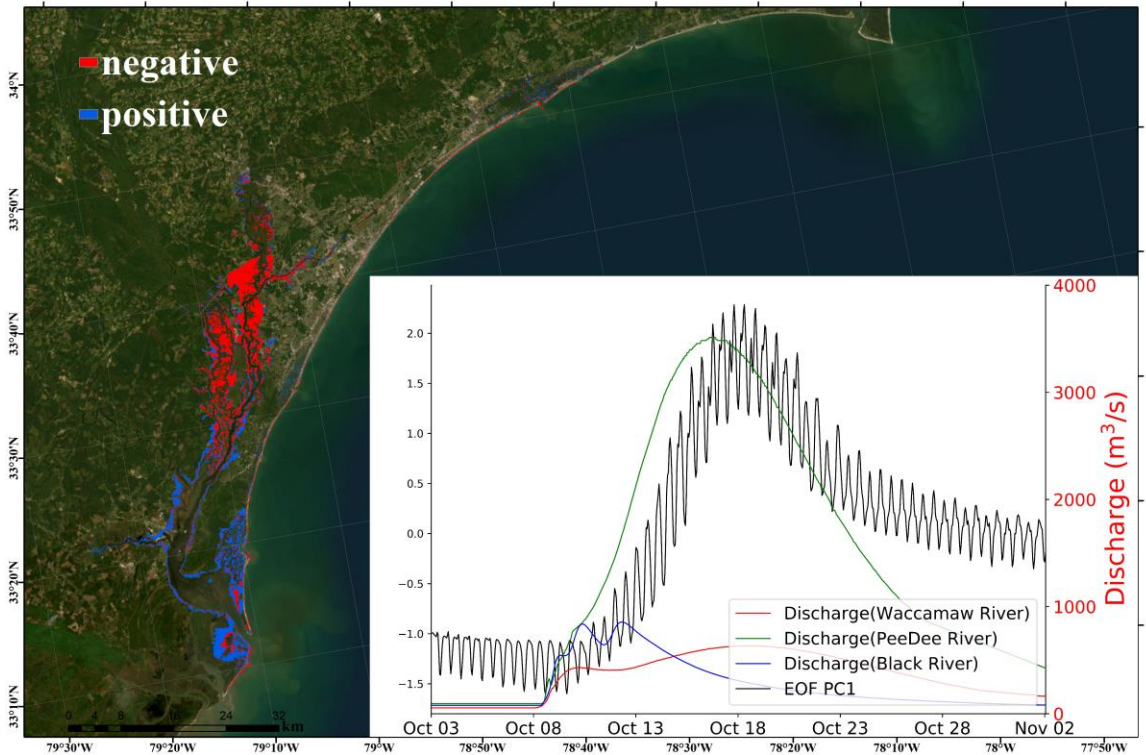 negative
positive
34°N
33°50'N
33°40'N
33°30'N
33°20'N
33°10'N
2.0
1.5
1.0
0.5
0.0
−0.5
−1.0
−1.5
4000
3000
2000
1000
0
Discharge (m³/s)
Discharge(Waccamaw River)
Discharge(PeeDee River)
Discharge(Black River)
EOF PC1
Oct 03 Oct 08 Oct 13 Oct 18 Oct 23 Oct 28 Nov 02
0 4 8 16 24 32
km
79°30'W 79°20'W 79°10'W 79°W 78°50'W 78°40'W 78°30'W 78°20'W 78°10'W 78°W 77°50'W